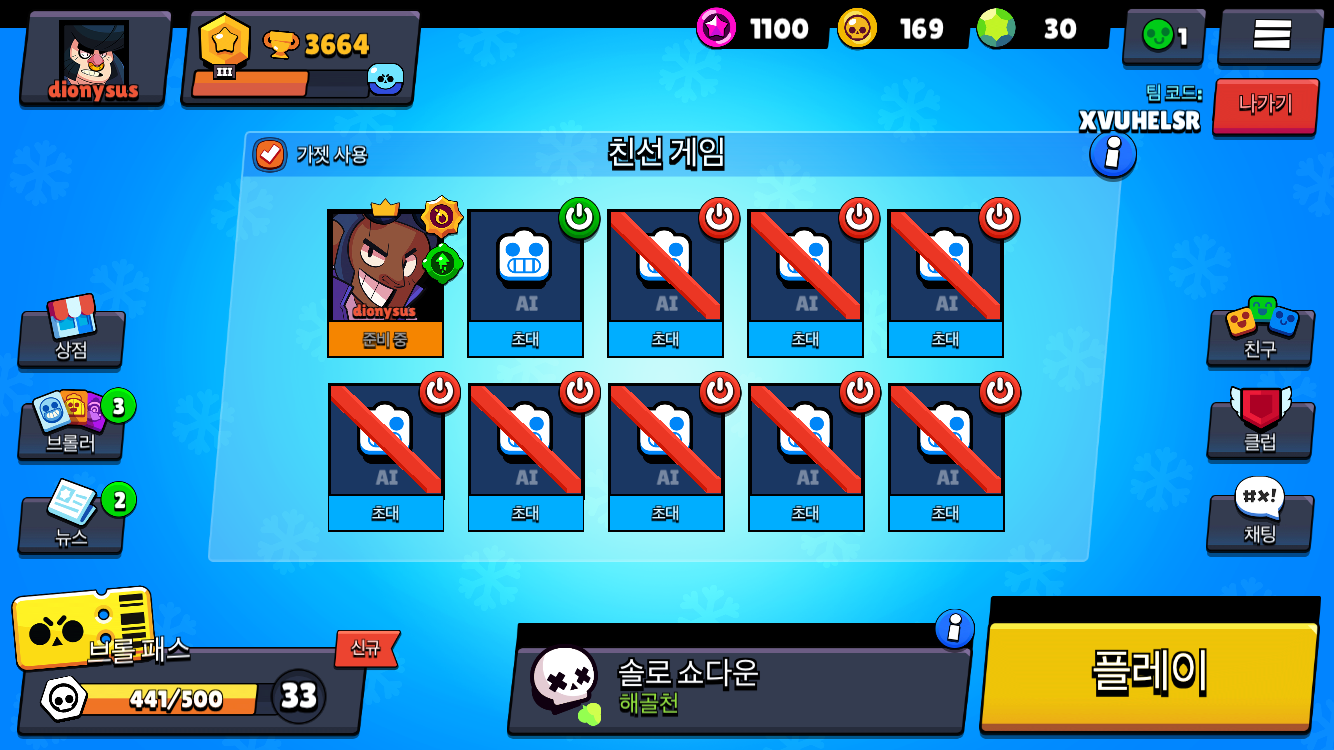 dionysus
III
3664
1100
169
30
1
팀 코드:
XVUHELSR
나가기
가젯 사용
친선 게임
dionysus
준비 중
AI
초대
AI
초대
AI
초대
AI
초대
AI
초대
AI
초대
AI
초대
AI
초대
AI
초대
상점
브롤러
3
뉴스
2
친구
클럽
#x!
채팅
브롤 패스
신규
441/500
33
솔로 쇼다운
해골천
플레이